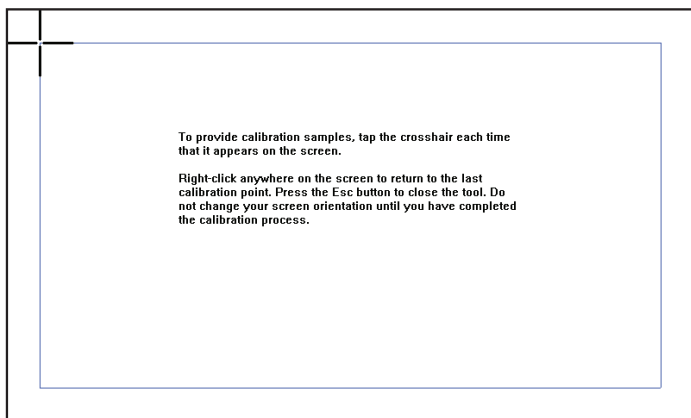 To provide calibration samples, tap the crosshair each time
that it appears on the screen.
Right-click anywhere on the screen to return to the last
calibration point. Press the Esc button to close the tool. Do
not change your screen orientation until you have completed
the calibration process.